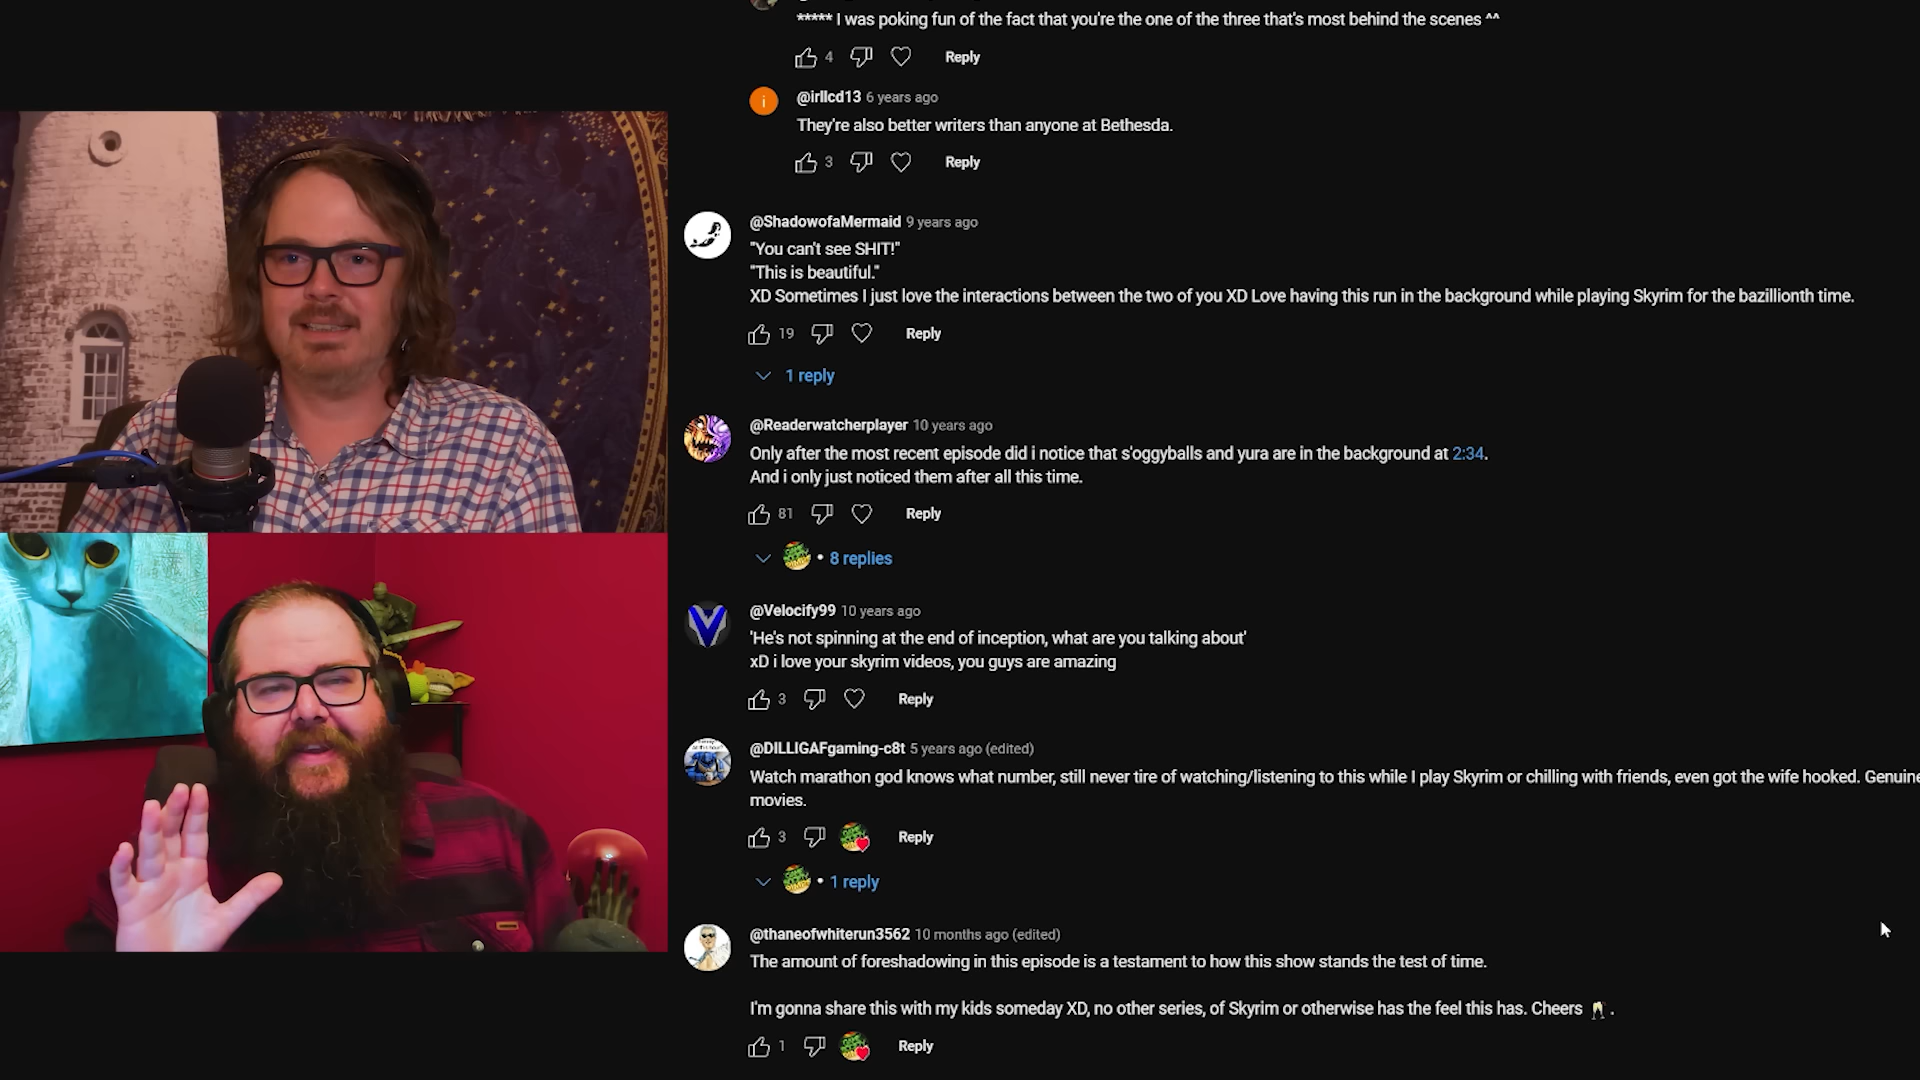 ***** I was poking fun of the fact that you're the one of the three that's most behind the scenes ^^
4 Reply
i
@irllcd13 6 years ago
They're also better writers than anyone at Bethesda.
3 Reply
@ShadowofaMermaid 9 years ago
"You can't see SHIT!"
"This is beautiful."
XD Sometimes I just love the interactions between the two of you XD Love having this run in the background while playing Skyrim for the bazillionth time.
19 Reply
1 reply
@Readerwatcherplayer 10 years ago
Only after the most recent episode did i notice that s'oggyballs and yura are in the background at 2:34.
And i only just noticed them after all this time.
81 Reply
• 8 replies
@Velocify99 10 years ago
'He's not spinning at the end of inception, what are you talking about'
xD i love your skyrim videos, you guys are amazing
3 Reply
@DILLIGAFgaming-c8t 5 years ago (edited)
Watch marathon god knows what number, still never tire of watching/listening to this while I play Skyrim or chilling with friends, even got the wife hooked. Genuine
movies.
3 Reply
• 1 reply
@thaneofwhiterun3562 10 months ago (edited)
The amount of foreshadowing in this episode is a testament to how this show stands the test of time.
I'm gonna share this with my kids someday XD, no other series, of Skyrim or otherwise has the feel this has. Cheers 🥂.
1 Reply